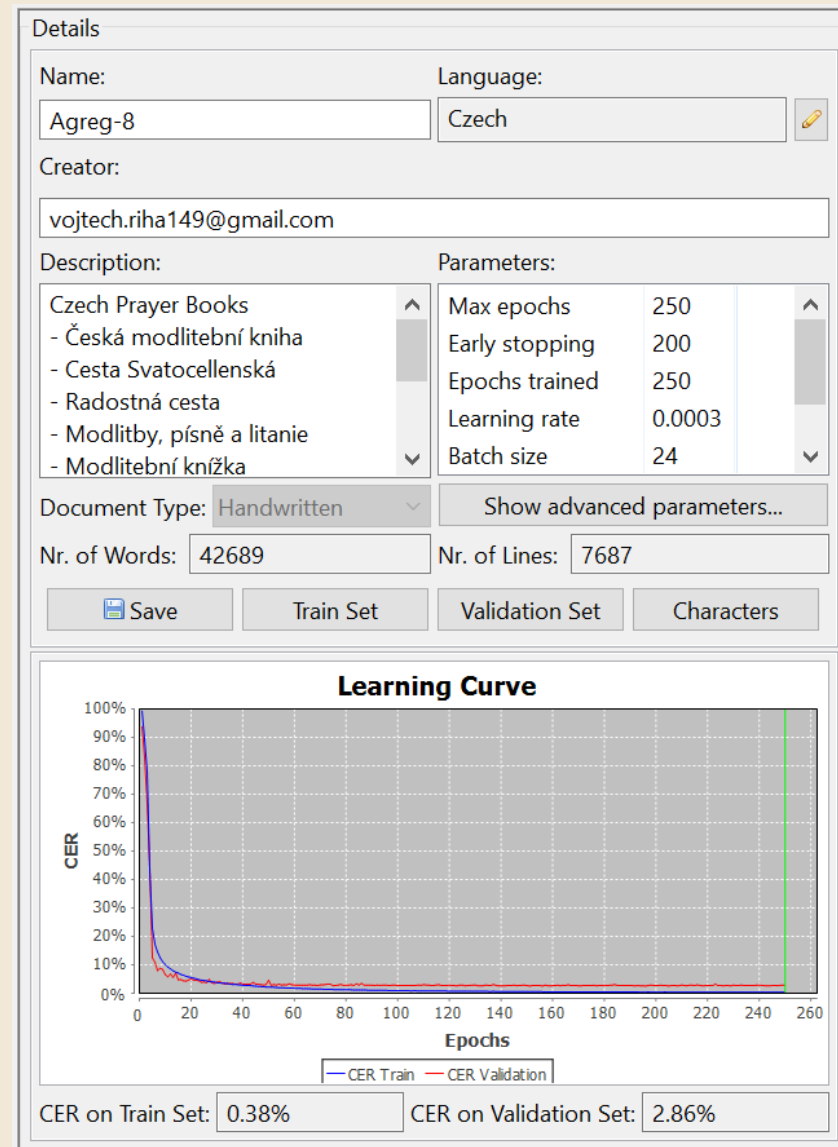 Details
Name:
Language:
Agreg-8
Czech
Creator:
vojtech.riha149@gmail.com
Description:
Parameters:
Czech Prayer Books
- Česká modlitební kniha
- Cesta Svatocellenská
- Radostná cesta
- Modlitby, písně a litanie
- Modlitební knížka
Max epochs 250
Early stopping 200
Epochs trained 250
Learning rate 0.0003
Batch size 24
Document Type: Handwritten
Show advanced parameters...
Nr. of Words: 42689
Nr. of Lines: 7687
Save
Train Set
Validation Set
Characters
Learning Curve
100%
90%
80%
70%
60%
50%
40%
30%
20%
10%
0%
CER
0 20 40 60 80 100 120 140 160 180 200 220 240 260
Epochs
CER Train CER Validation
CER on Train Set: 0.38%
CER on Validation Set: 2.86%